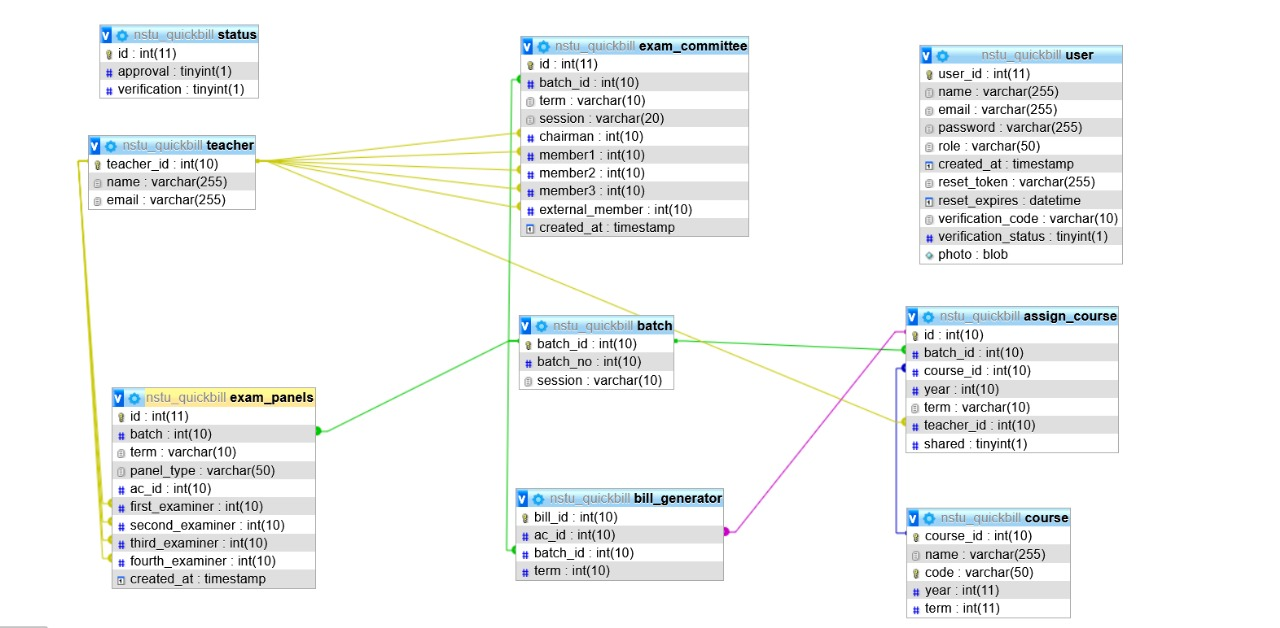 nstu_quickbill status
id : int(11)
approval : tinyint(1)
verification : tinyint(1)
nstu_quickbill exam_committee
id : int(11)
batch_id : int(10)
term : varchar(10)
session : varchar(20)
chairman : int(10)
member1 : int(10)
member2 : int(10)
member3 : int(10)
external_member : int(10)
created_at : timestamp
nstu_quickbill user
user_id : int(11)
name : varchar(255)
email : varchar(255)
password : varchar(255)
role : varchar(50)
created_at : timestamp
reset_token : varchar(255)
reset_expires : datetime
verification_code : varchar(10)
verification_status : tinyint(1)
photo : blob
nstu_quickbill teacher
teacher_id : int(10)
name : varchar(255)
email : varchar(255)
nstu_quickbill batch
batch_id : int(10)
batch_no : int(10)
session : varchar(10)
nstu_quickbill assign_course
id : int(10)
batch_id : int(10)
course_id : int(10)
year : int(10)
term : varchar(10)
teacher_id : int(10)
shared : tinyint(1)
nstu_quickbill exam_panels
id : int(11)
batch : int(10)
term : varchar(10)
panel_type : varchar(50)
ac_id : int(10)
first_examiner : int(10)
second_examiner : int(10)
third_examiner : int(10)
fourth_examiner : int(10)
created_at : timestamp
nstu_quickbill bill_generator
bill_id : int(10)
ac_id : int(10)
batch_id : int(10)
term : int(10)
nstu_quickbill course
course_id : int(10)
name : varchar(255)
code : varchar(50)
year : int(11)
term : int(11)